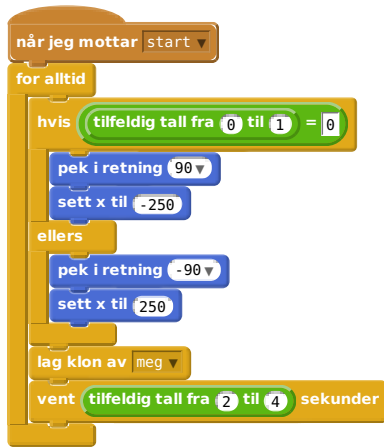 når jeg mottar start
for alltid
hvis tilfeldig tall fra 0 til 1 = 0
pek i retning 90
sett x til -250
ellers
pek i retning -90
sett x til 250
lag klon av meg
vent tilfeldig tall fra 2 til 4 sekunder